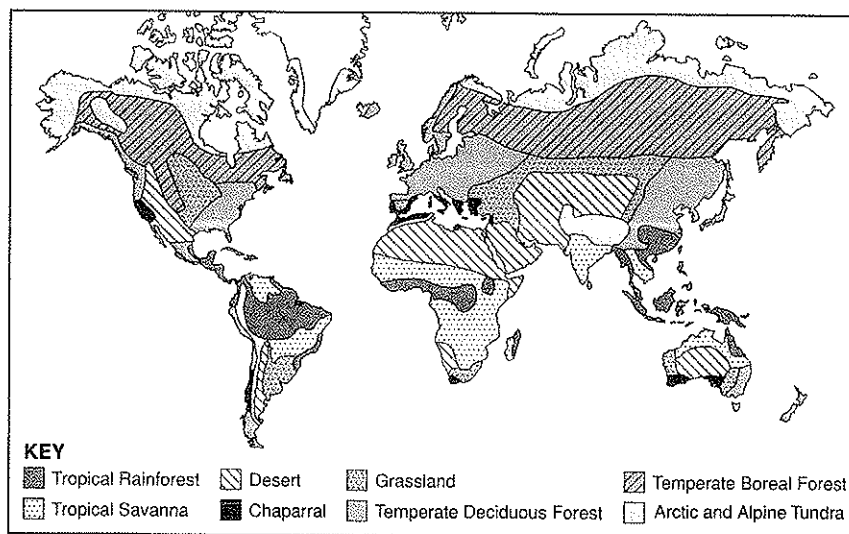 KEY
Tropical Rainforest Desert Grassland Temperate Boreal Forest
Tropical Savanna Chaparral Temperate Deciduous Forest Arctic and Alpine Tundra